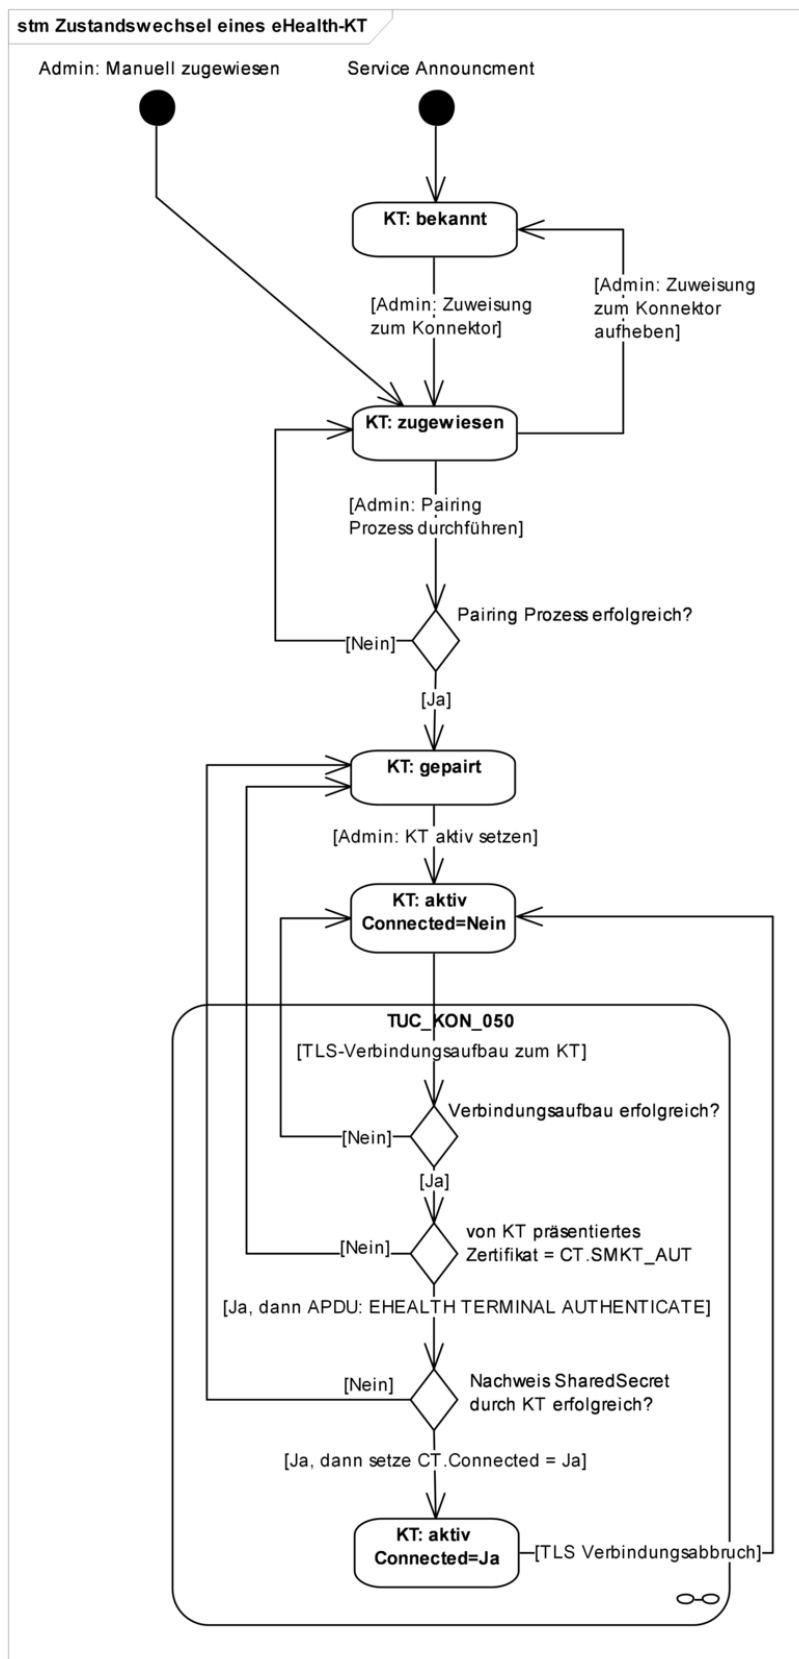 stm Zustandswechsel eines eHealth-KT
Admin: Manuell zugewiesen
Service Announcment
KT: bekannt
[Admin: Zuweisung
zum Konnektor]
[Admin: Zuweisung
zum Konnektor
aufheben]
KT: zugewiesen
[Admin: Pairing
Prozess durchführen]
Pairing Prozess erfolgreich?
[Nein]
[Ja]
KT: gepairt
[Admin: KT aktiv setzen]
KT: aktiv
Connected=Nein
TUC_KON_050
[TLS-Verbindungsaufbau zum KT]
Verbindungsaufbau erfolgreich?
[Nein]
[Ja]
von KT präsentiertes
Zertifikat = CT.SMKT_AUT
[Nein]
[Ja, dann APDU: EHEALTH TERMINAL AUTHENTICATE]
[Nein]
Nachweis SharedSecret
durch KT erfolgreich?
[Ja, dann setze CT.Connected = Ja]
KT: aktiv
Connected=Ja
[TLS Verbindungsabbruch]